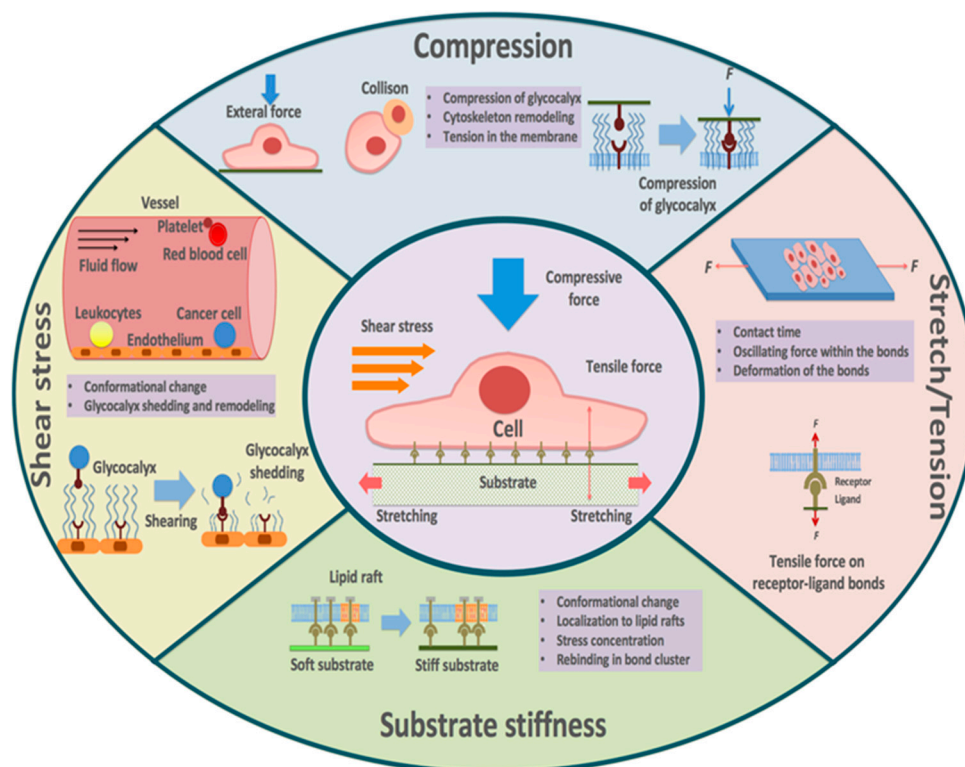 Compression
Exteral force
Collison
• Compression of glycocalyx
• Cytoskeleton remodeling
• Tension in the membrane
F
Compression
of glycocalyx
Shear stress
Vessel
Platelet
Red blood cell
Fluid flow
Leukocytes
Cancer cell
Endothelium
• Conformational change
• Glycocalyx shedding and remodeling
Glycocalyx
Shearing
Glycocalyx
shedding
Compressive
force
Shear stress
Tensile force
Cell
Substrate
Stretching
Stretching
Stretch/Tension
F
F
• Contact time
• Oscillating force within the bonds
• Deformation of the bonds
F
Receptor
Ligand
F
Tensile force on
receptor-ligand bonds
Lipid raft
Soft substrate
Stiff substrate
• Conformational change
• Localization to lipid rafts
• Stress concentration
• Rebinding in bond cluster
Substrate stiffness